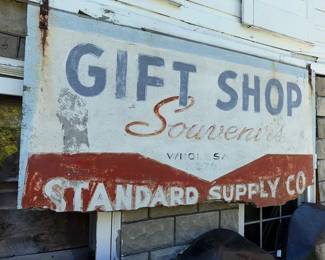 GIFT SHOP
Souvenirs
STANDARD SUPPLY CO